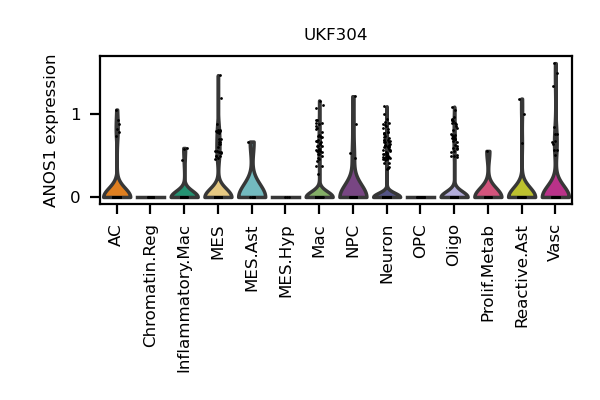 UKF304
ANOS1 expression
1
0
AC
Chromatin.Reg
Inflammatory.Mac
MES
MES.Ast
MES.Hyp
Mac
NPC
Neuron
OPC
Oligo
Prolif.Metab
Reactive.Ast
Vasc